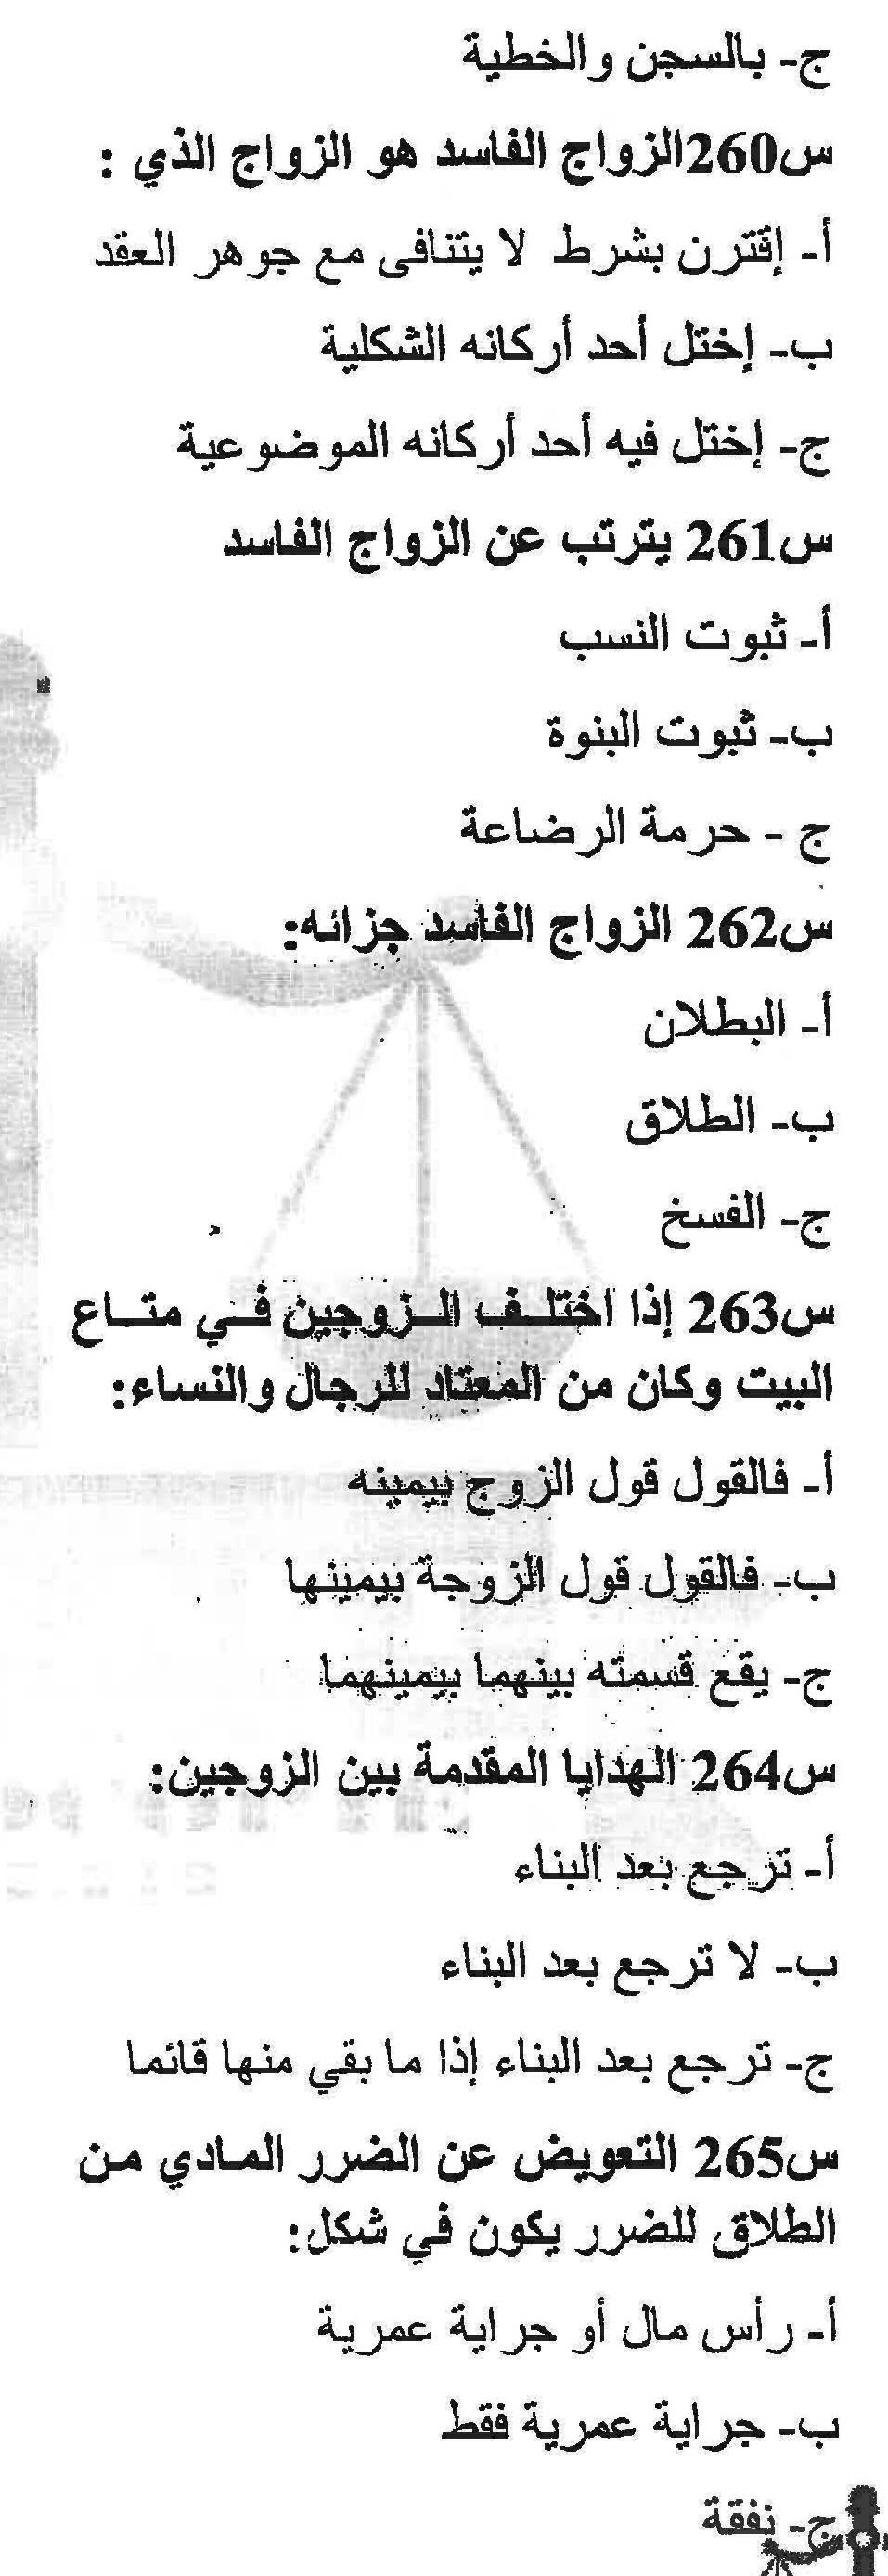 ج- بالسجن والخطية
س260الزواج الفاسد هو الزواج الذي :
أ- إقترن بشرط لا يتنافى مع جوهر العقد
ب- إختل أحد أركانه الشكلية
ج- إختل فيه أحد أركانه الموضوعية
س261 يترتب عن الزواج الفاسد
أ- ثبوت النسب
ب- ثبوت البنوة
ج - حرمة الرضاعة
س262 الزواج الفاسد جزائه:
أ- البطلان
ب- الطلاق
ج- الفسخ
س263 إذا اختلف الزوجين في متاع
البيت وكان من المعتاد للرجال والنساء:
أ- فالقول قول الزوج بيمينه
ب- فالقول قول الزوجة بيمينها
ج- يقع قسمته بينهما بيمينهما
س264 الهدايا المقدمة بين الزوجين:
أ- ترجع بعد البناء
ب- لا ترجع بعد البناء
ج- ترجع بعد البناء إذا ما بقي منها قائما
س265 التعويض عن الضرر المادي من
الطلاق للضرر يكون في شكل:
أ- رأس مال أو جراية عمرية
ب- جراية عمرية فقط
ج- نفقة